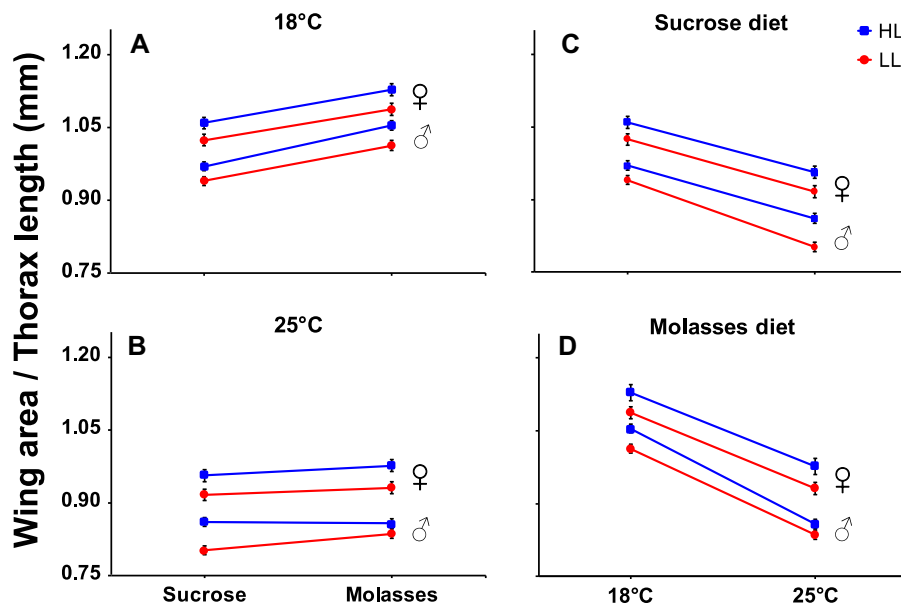 Wing area / Thorax length (mm)
18°C
A
1.20
1.05
0.90
0.75
♀
♂
Sucrose diet
C
HL
LL
♀
♂
25°C
B
1.20
1.05
0.90
0.75
♀
♂
Sucrose Molasses
Molasses diet
D
♀
♂
18°C 25°C